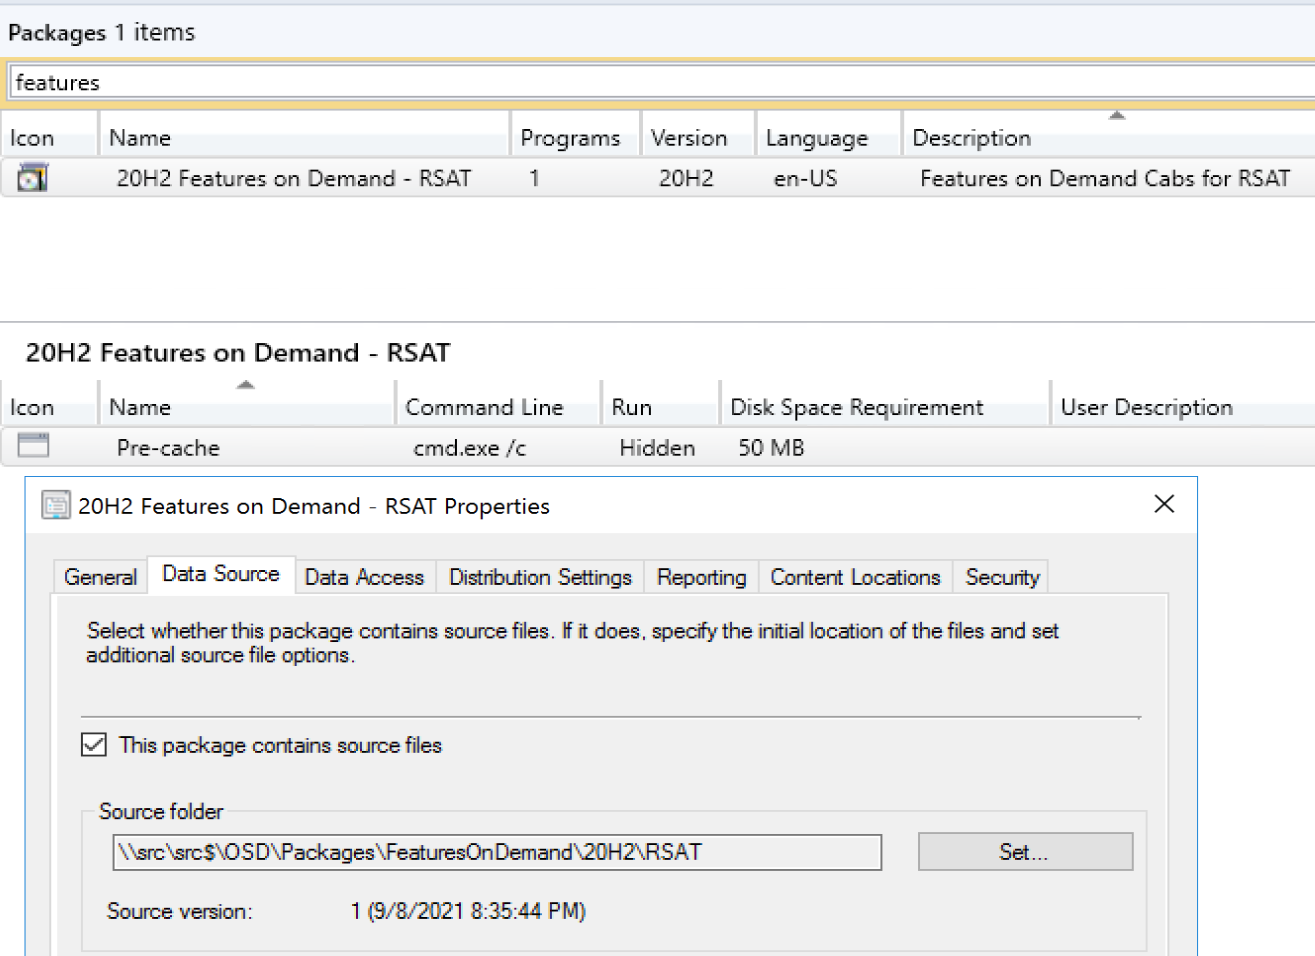 Packages 1 items
features
Icon Name Programs Version Language Description
20H2 Features on Demand - RSAT 1 20H2 en-US Features on Demand Cabs for RSAT
20H2 Features on Demand - RSAT
Icon Name Command Line Run Disk Space Requirement User Description
Pre-cache cmd.exe /c Hidden 50 MB
20H2 Features on Demand - RSAT Properties
General Data Source Data Access Distribution Settings Reporting Content Locations Security
Select whether this package contains source files. If it does, specify the initial location of the files and set
additional source file options.
This package contains source files
Source folder
\\src\src$\OSD\Packages\FeaturesOnDemand\20H2\RSAT Set...
Source version: 1 (9/8/2021 8:35:44 PM)